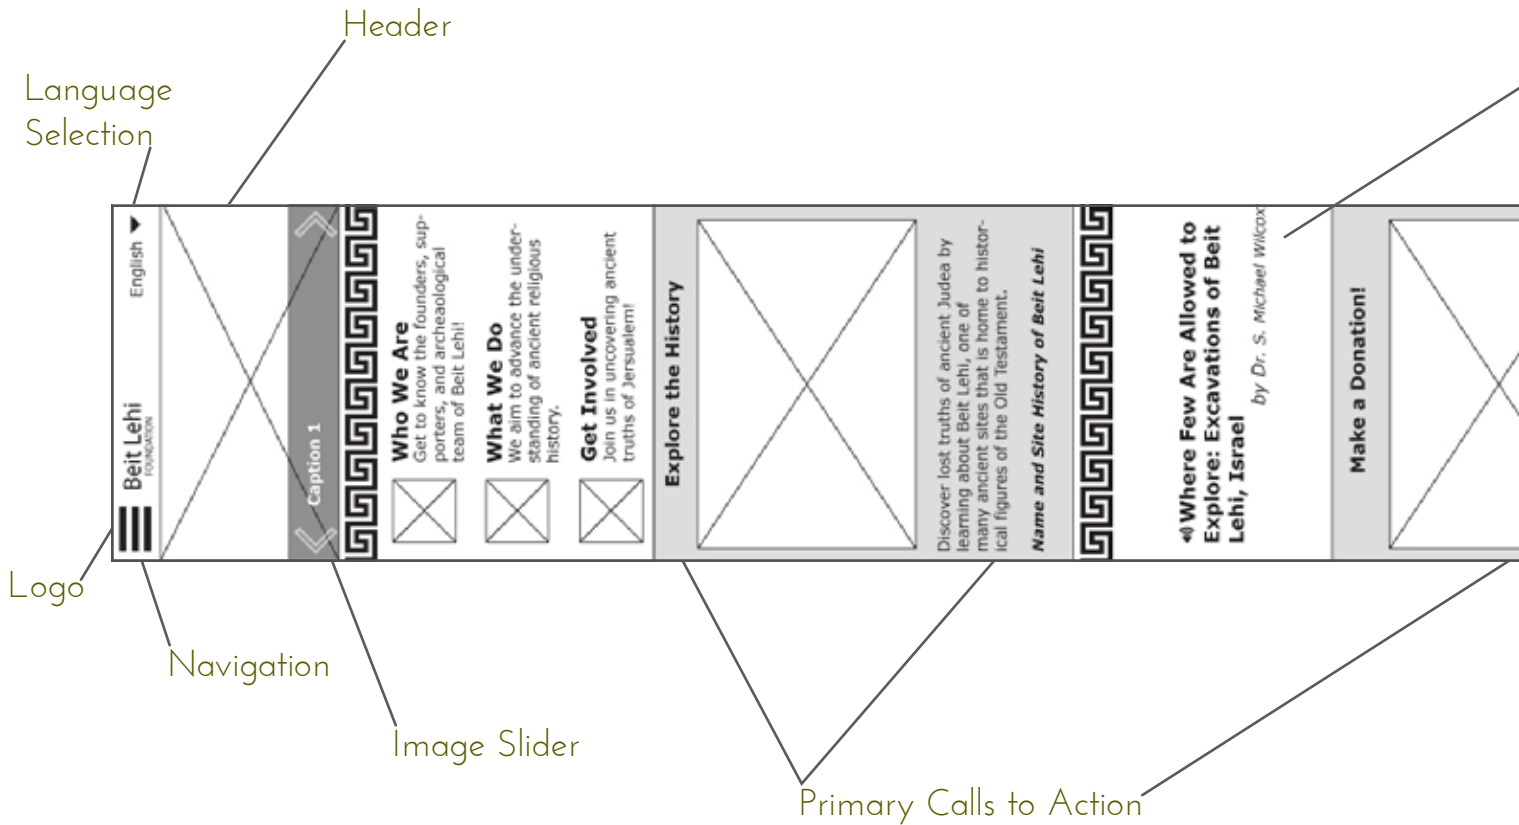 Header
Language
Selection
Logo
Navigation
Image Slider
Primary Calls to Action
Beit Lehi
FOUNDATION
English
Caption 1
Who We Are
Get to know the founders, sup-
porters, and archeaological
team of Beit Lehi!
What We Do
We aim to advance the under-
standing of ancient religious
history.
Get Involved
Join us in uncovering ancient
truths of Jersualem!
Explore the History
Discover lost truths of ancient Judea by
learning about Beit Lehi, one of
many ancient sites that is home to histor-
ical figures of the Old Testament.
Name and Site History of Beit Lehi
Where Few Are Allowed to
Explore: Excavations of Beit
Lehi, Israel
by Dr. S. Michael Wilcox
Make a Donation!